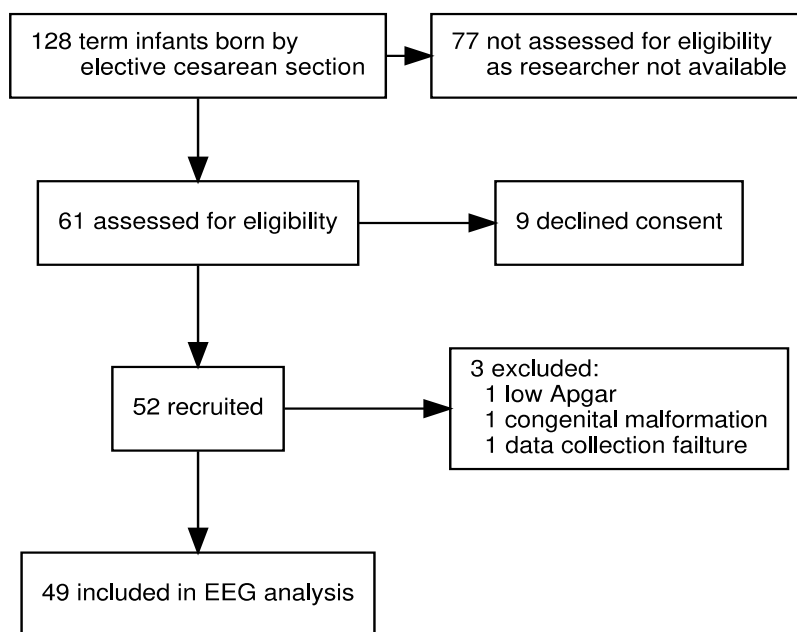 128 term infants born by
elective cesarean section
77 not assessed for eligibility
as researcher not available
61 assessed for eligibility
9 declined consent
52 recruited
3 excluded:
1 low Apgar
1 congenital malformation
1 data collection failture
49 included in EEG analysis